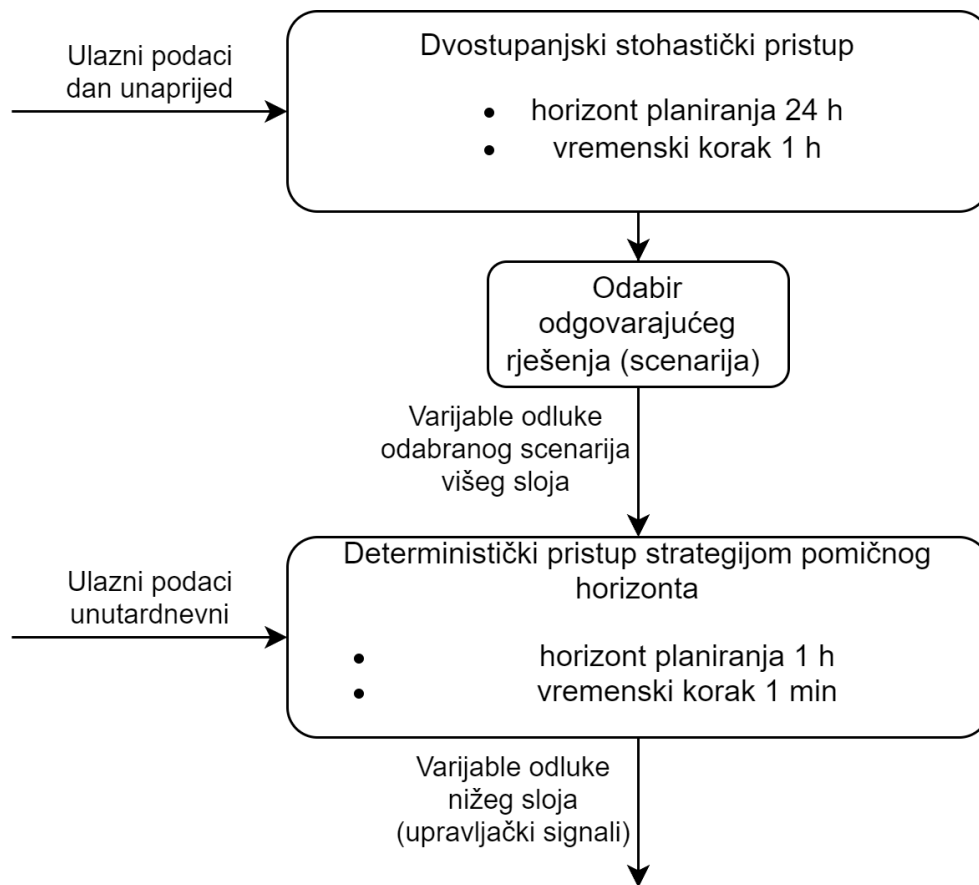 Dvostupanjski stohastički pristup
Ulazni podaci
dan unaprijed
• horizont planiranja 24 h
• vremenski korak 1 h
Odabir
odgovarajućeg
rješenja (scenarija)
Varijable odluke
odabranog scenarija
višeg sloja
Deterministički pristup strategijom pomičnog
horizonta
Ulazni podaci
unutardnevni
• horizont planiranja 1 h
• vremenski korak 1 min
Varijable odluke
nižeg sloja
(upravljački signali)